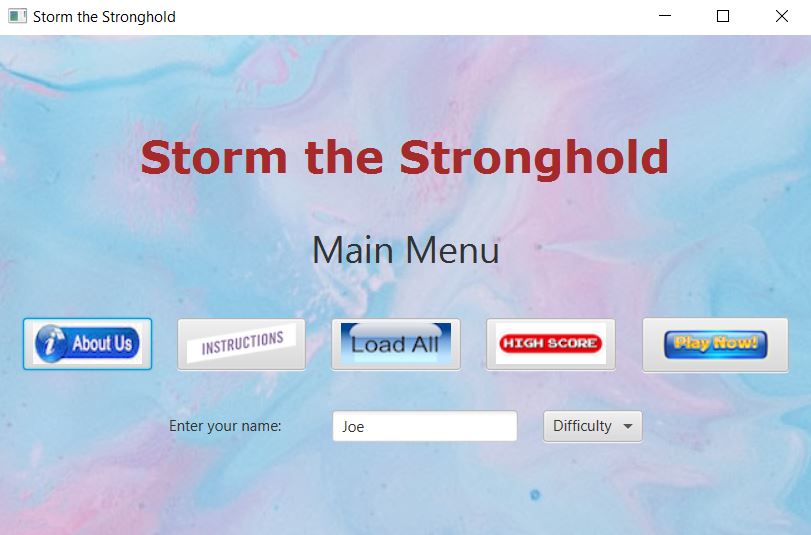 Storm the Stronghold
Storm the Stronghold
Main Menu
i About Us
INSTRUCTIONS
Load All
HIGH SCORE
Play Now!
Enter your name: Joe Difficulty